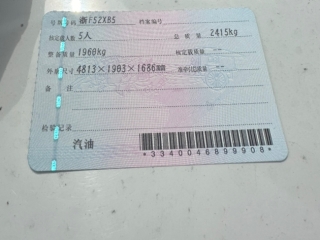 号牌号码 浙F52X85 档案编号
核定载人数 5人 总质量 2415kg
整备质量 1960kg 核定载质量 --
外廓尺寸 4813×1903×1686mm 准牵引总质量 --
备注
检验记录
汽油
*3340046899908*